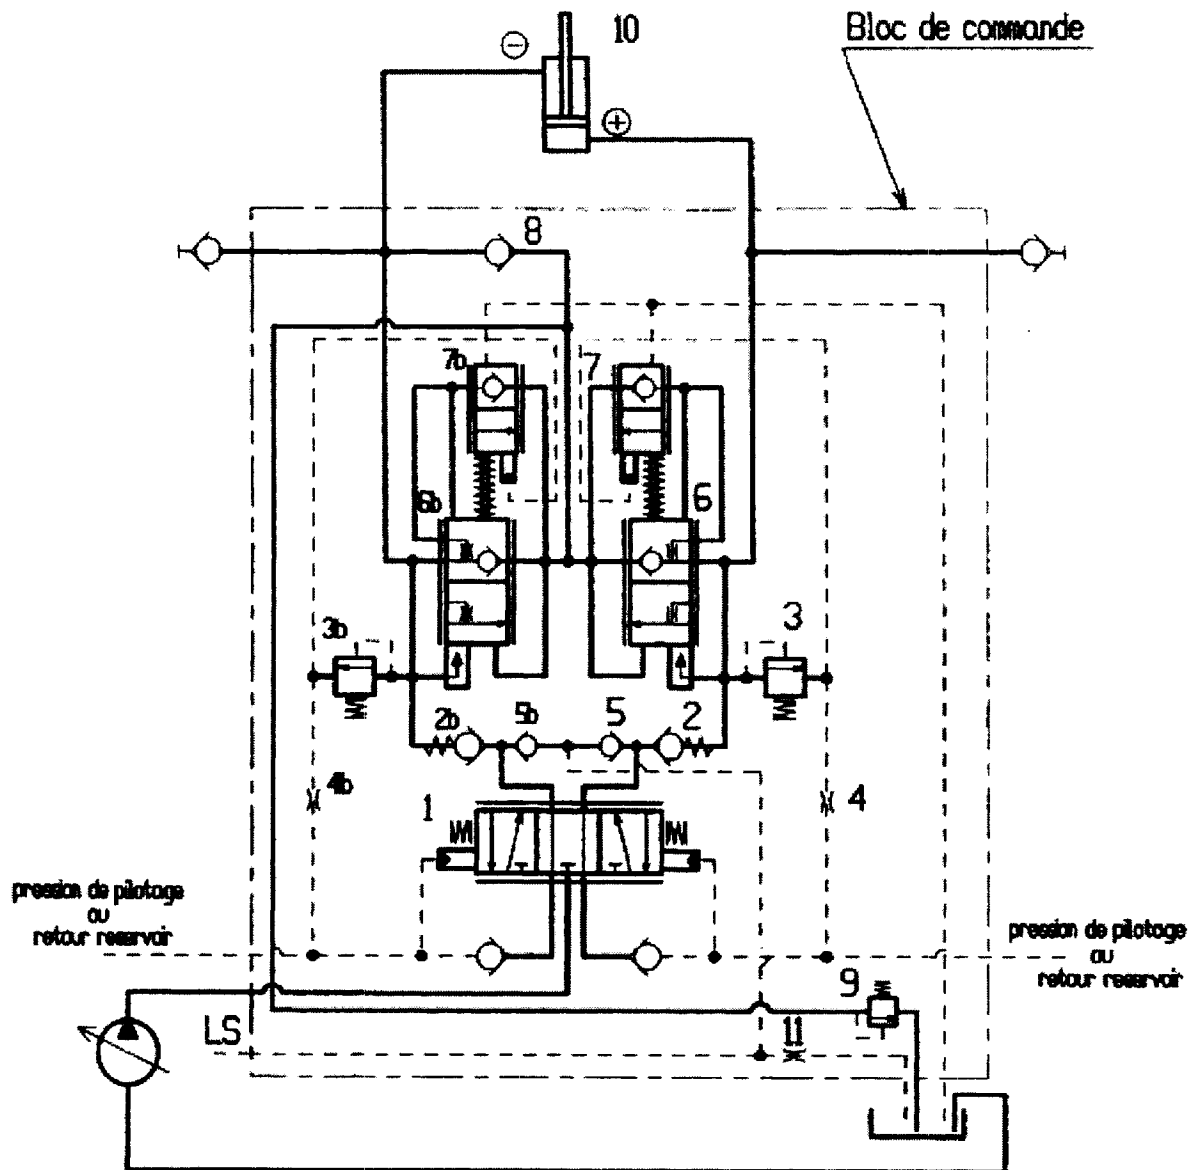 10
Bloc de commande
8
7b
7
6b
6
3b
3
2b
5b
5
2
4b
1
4
pression de pilotage
ou
retour reservoir
pression de pilotage
ou
retour reservoir
9
LS
11